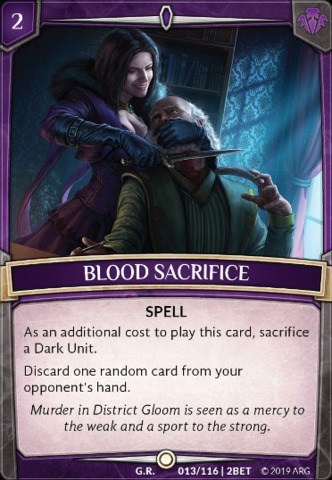 2
BLOOD SACRIFICE
SPELL
As an additional cost to play this card, sacrifice
a Dark Unit.
Discard one random card from your
opponent's hand.
Murder in District Gloom is seen as a mercy to
the weak and a sport to the strong.
G.R. 013/116 | 2BET © 2019 ARG